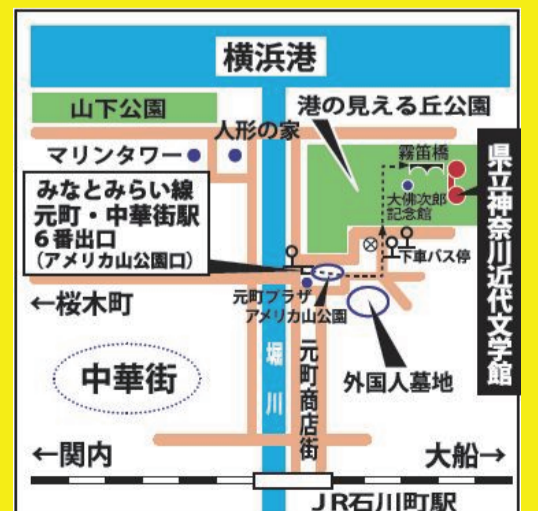 横浜港
山下公園
港の見える丘公園
人形の家
マリンタワー
霧笛橋
大佛次郎
記念館
県立神奈川近代文学館
みなとみらい線
元町・中華街駅
6番出口
(アメリカ山公園口)
下車バス停
←桜木町
元町プラザ
アメリカ山公園
堀川
元町商店街
外国人墓地
中華街
←関内
大船→
JR石川町駅